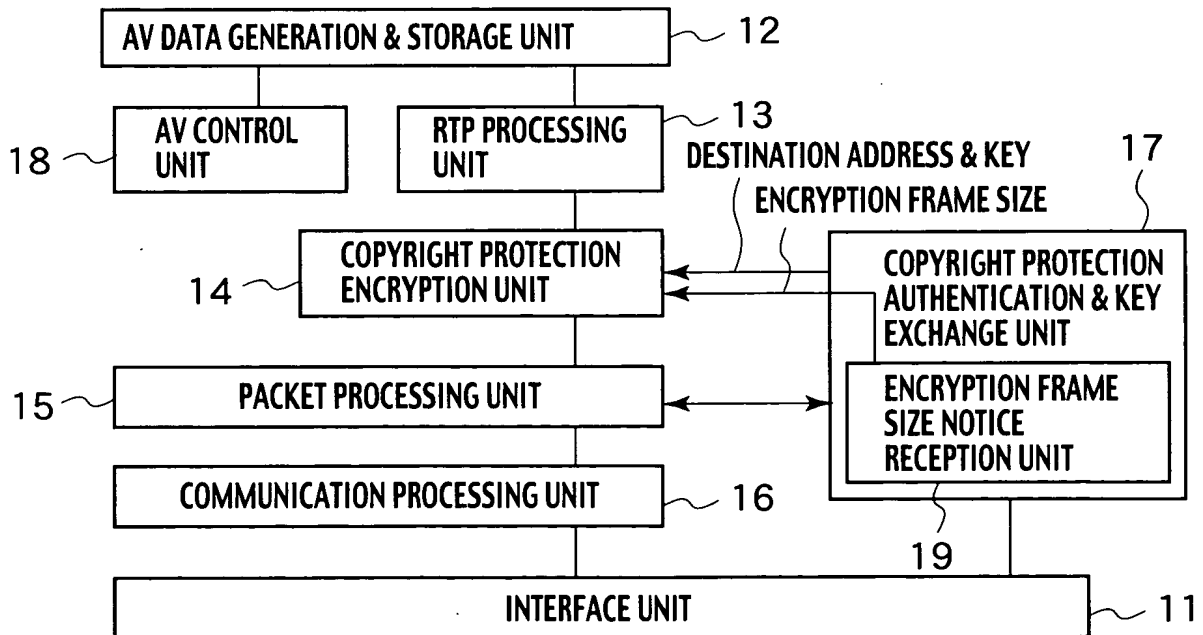 AV DATA GENERATION & STORAGE UNIT
12
AV CONTROL
UNIT
18
RTP PROCESSING
UNIT
13
DESTINATION ADDRESS & KEY
ENCRYPTION FRAME SIZE
17
COPYRIGHT PROTECTION
ENCRYPTION UNIT
14
COPYRIGHT PROTECTION
AUTHENTICATION & KEY
EXCHANGE UNIT
PACKET PROCESSING UNIT
15
ENCRYPTION FRAME
SIZE NOTICE
RECEPTION UNIT
COMMUNICATION PROCESSING UNIT
16
19
INTERFACE UNIT
11